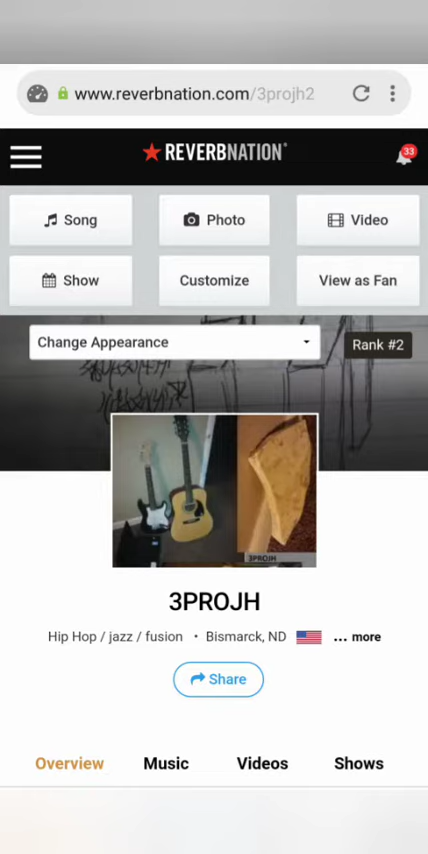 www.reverbnation.com/3projh2
REVERBNATION
33
Song
Photo
Video
Show
Customize
View as Fan
Change Appearance
Rank #2
3PROJH
3PROJH
Hip Hop / jazz / fusion • Bismarck, ND ... more
Share
Overview Music Videos Shows